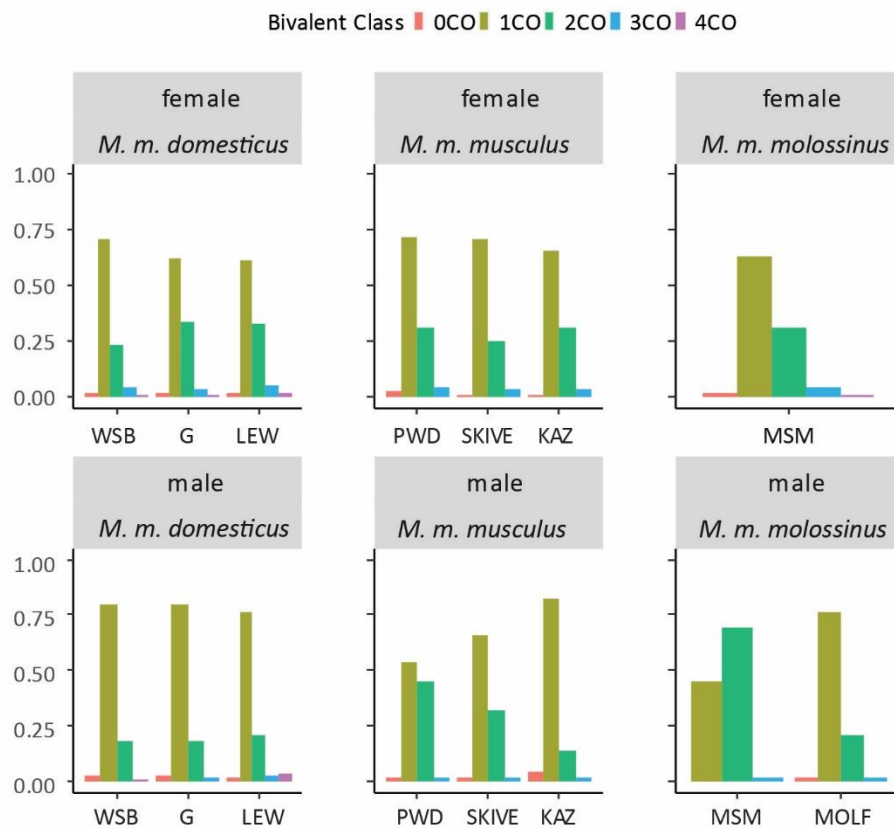 Bivalent Class 0CO 1CO 2CO 3CO 4CO
female female female
M. m. domesticus M. m. musculus M. m. molossinus
1.00
0.75
0.50
0.25
0.00
WSB G LEW PWD SKIVE KAZ MSM
male male male
M. m. domesticus M. m. musculus M. m. molossinus
1.00
0.75
0.50
0.25
0.00
WSB G LEW PWD SKIVE KAZ MSM MOLF